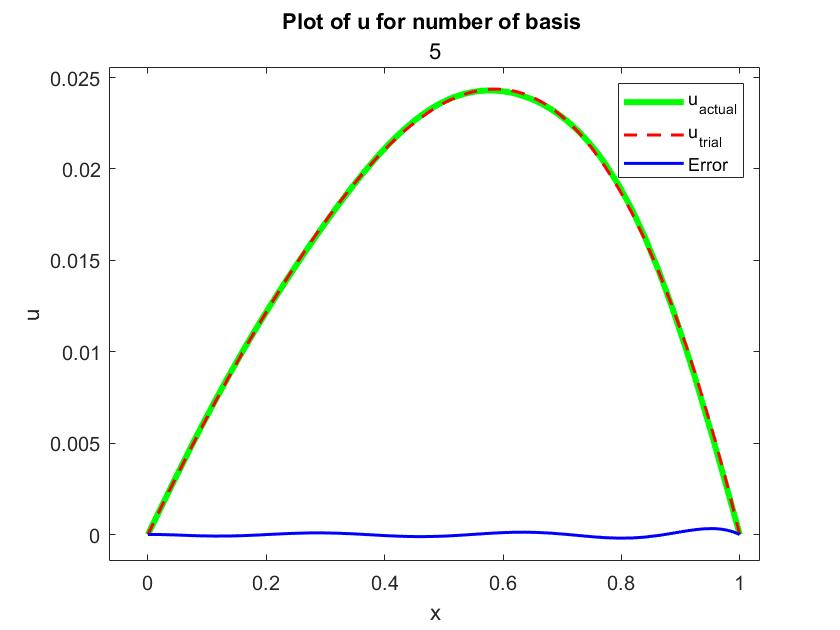 Plot of u for number of basis
5
0.025
0.02
0.015
0.01
0.005
0
u
u_actual
u_trial
Error
0 0.2 0.4 0.6 0.8 1
x